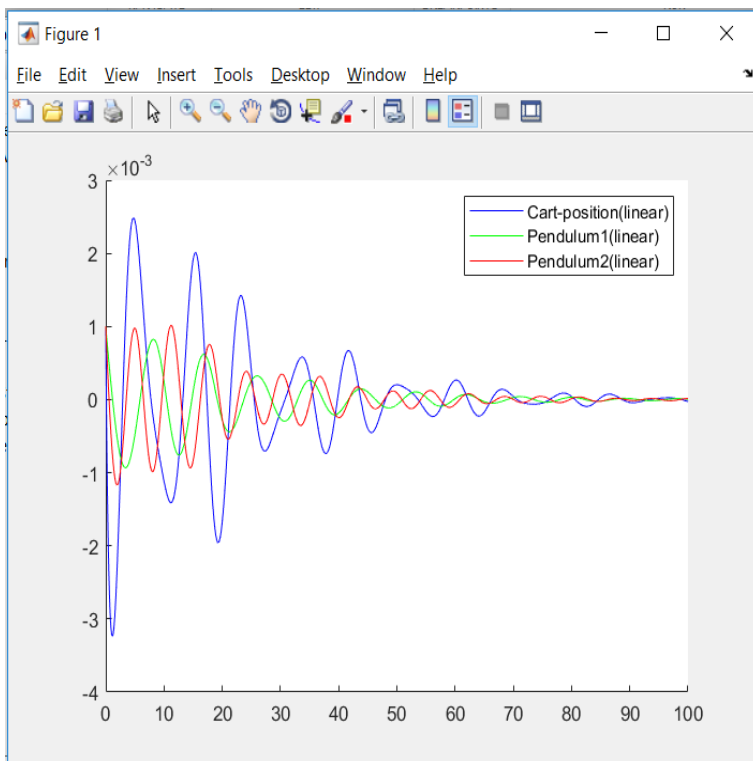 Figure 1
File Edit View Insert Tools Desktop Window Help
×10-3
3
2
1
0
-1
-2
-3
-4
Cart-position(linear)
Pendulum1(linear)
Pendulum2(linear)
0 10 20 30 40 50 60 70 80 90 100